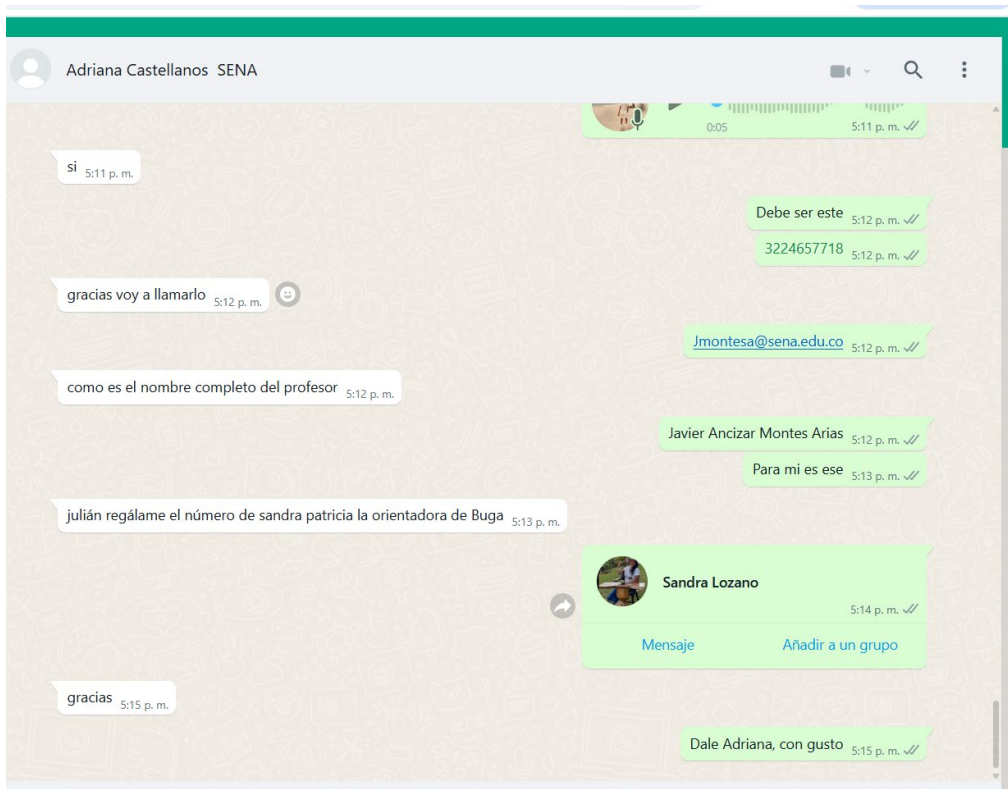 Adriana Castellanos SENA
0:05
5:11 p. m.
si 5:11 p. m.
Debe ser este 5:12 p. m.
3224657718 5:12 p. m.
gracias voy a llamarlo 5:12 p. m.
Jmontesa@sena.edu.co 5:12 p. m.
como es el nombre completo del profesor 5:12 p. m.
Javier Ancizar Montes Arias 5:12 p. m.
Para mi es ese 5:13 p. m.
julián regálame el número de sandra patricia la orientadora de Buga 5:13 p. m.
Sandra Lozano
5:14 p. m.
Mensaje Añadir a un grupo
gracias 5:15 p. m.
Dale Adriana, con gusto 5:15 p. m.